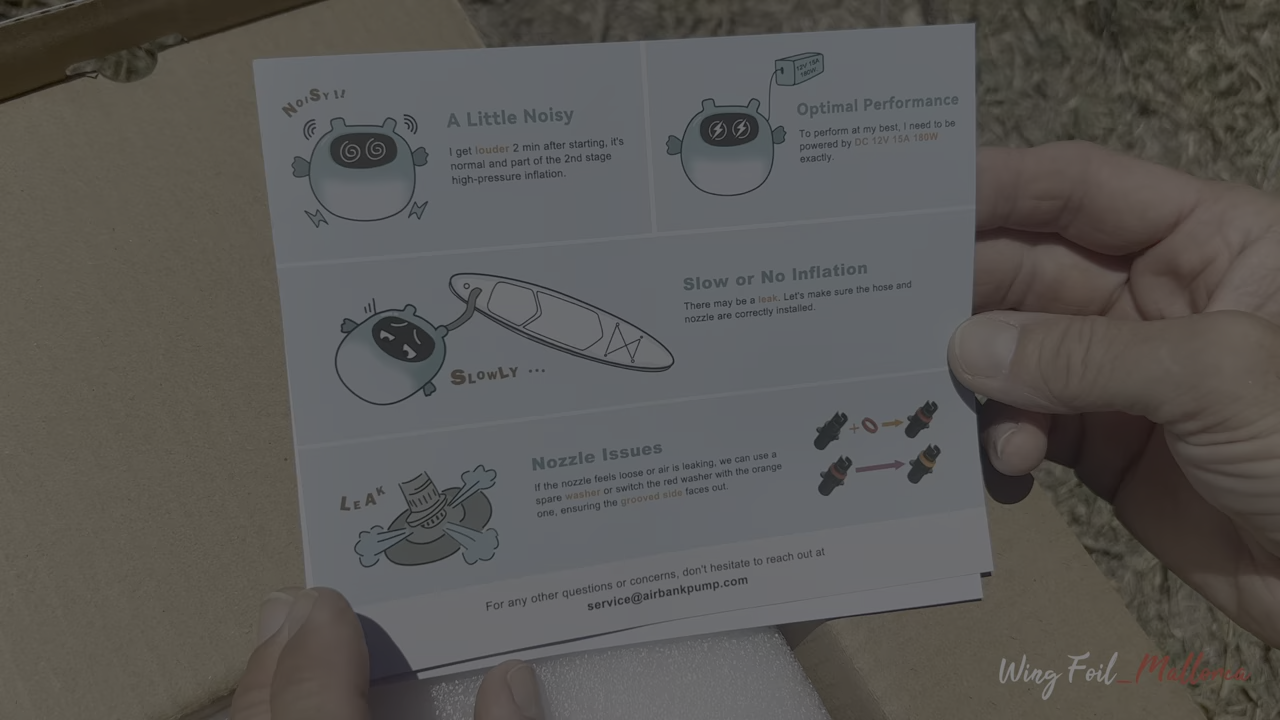 NOISY!!
A Little Noisy
I get louder 2 min after starting, it's
normal and part of the 2nd stage
high-pressure inflation.
12V 15A
180W
Optimal Performance
To perform at my best, I need to be
powered by DC 12V 15A 180W
exactly.
SLOWLY ...
Slow or No Inflation
There may be a leak. Let's make sure the hose and
nozzle are correctly installed.
LEAK
Nozzle Issues
If the nozzle feels loose or air is leaking, we can use a
spare washer or switch the red washer with the orange
one, ensuring the grooved side faces out.
For any other questions or concerns, don't hesitate to reach out at
service@airbankpump.com
Wing Foil_Mallorca